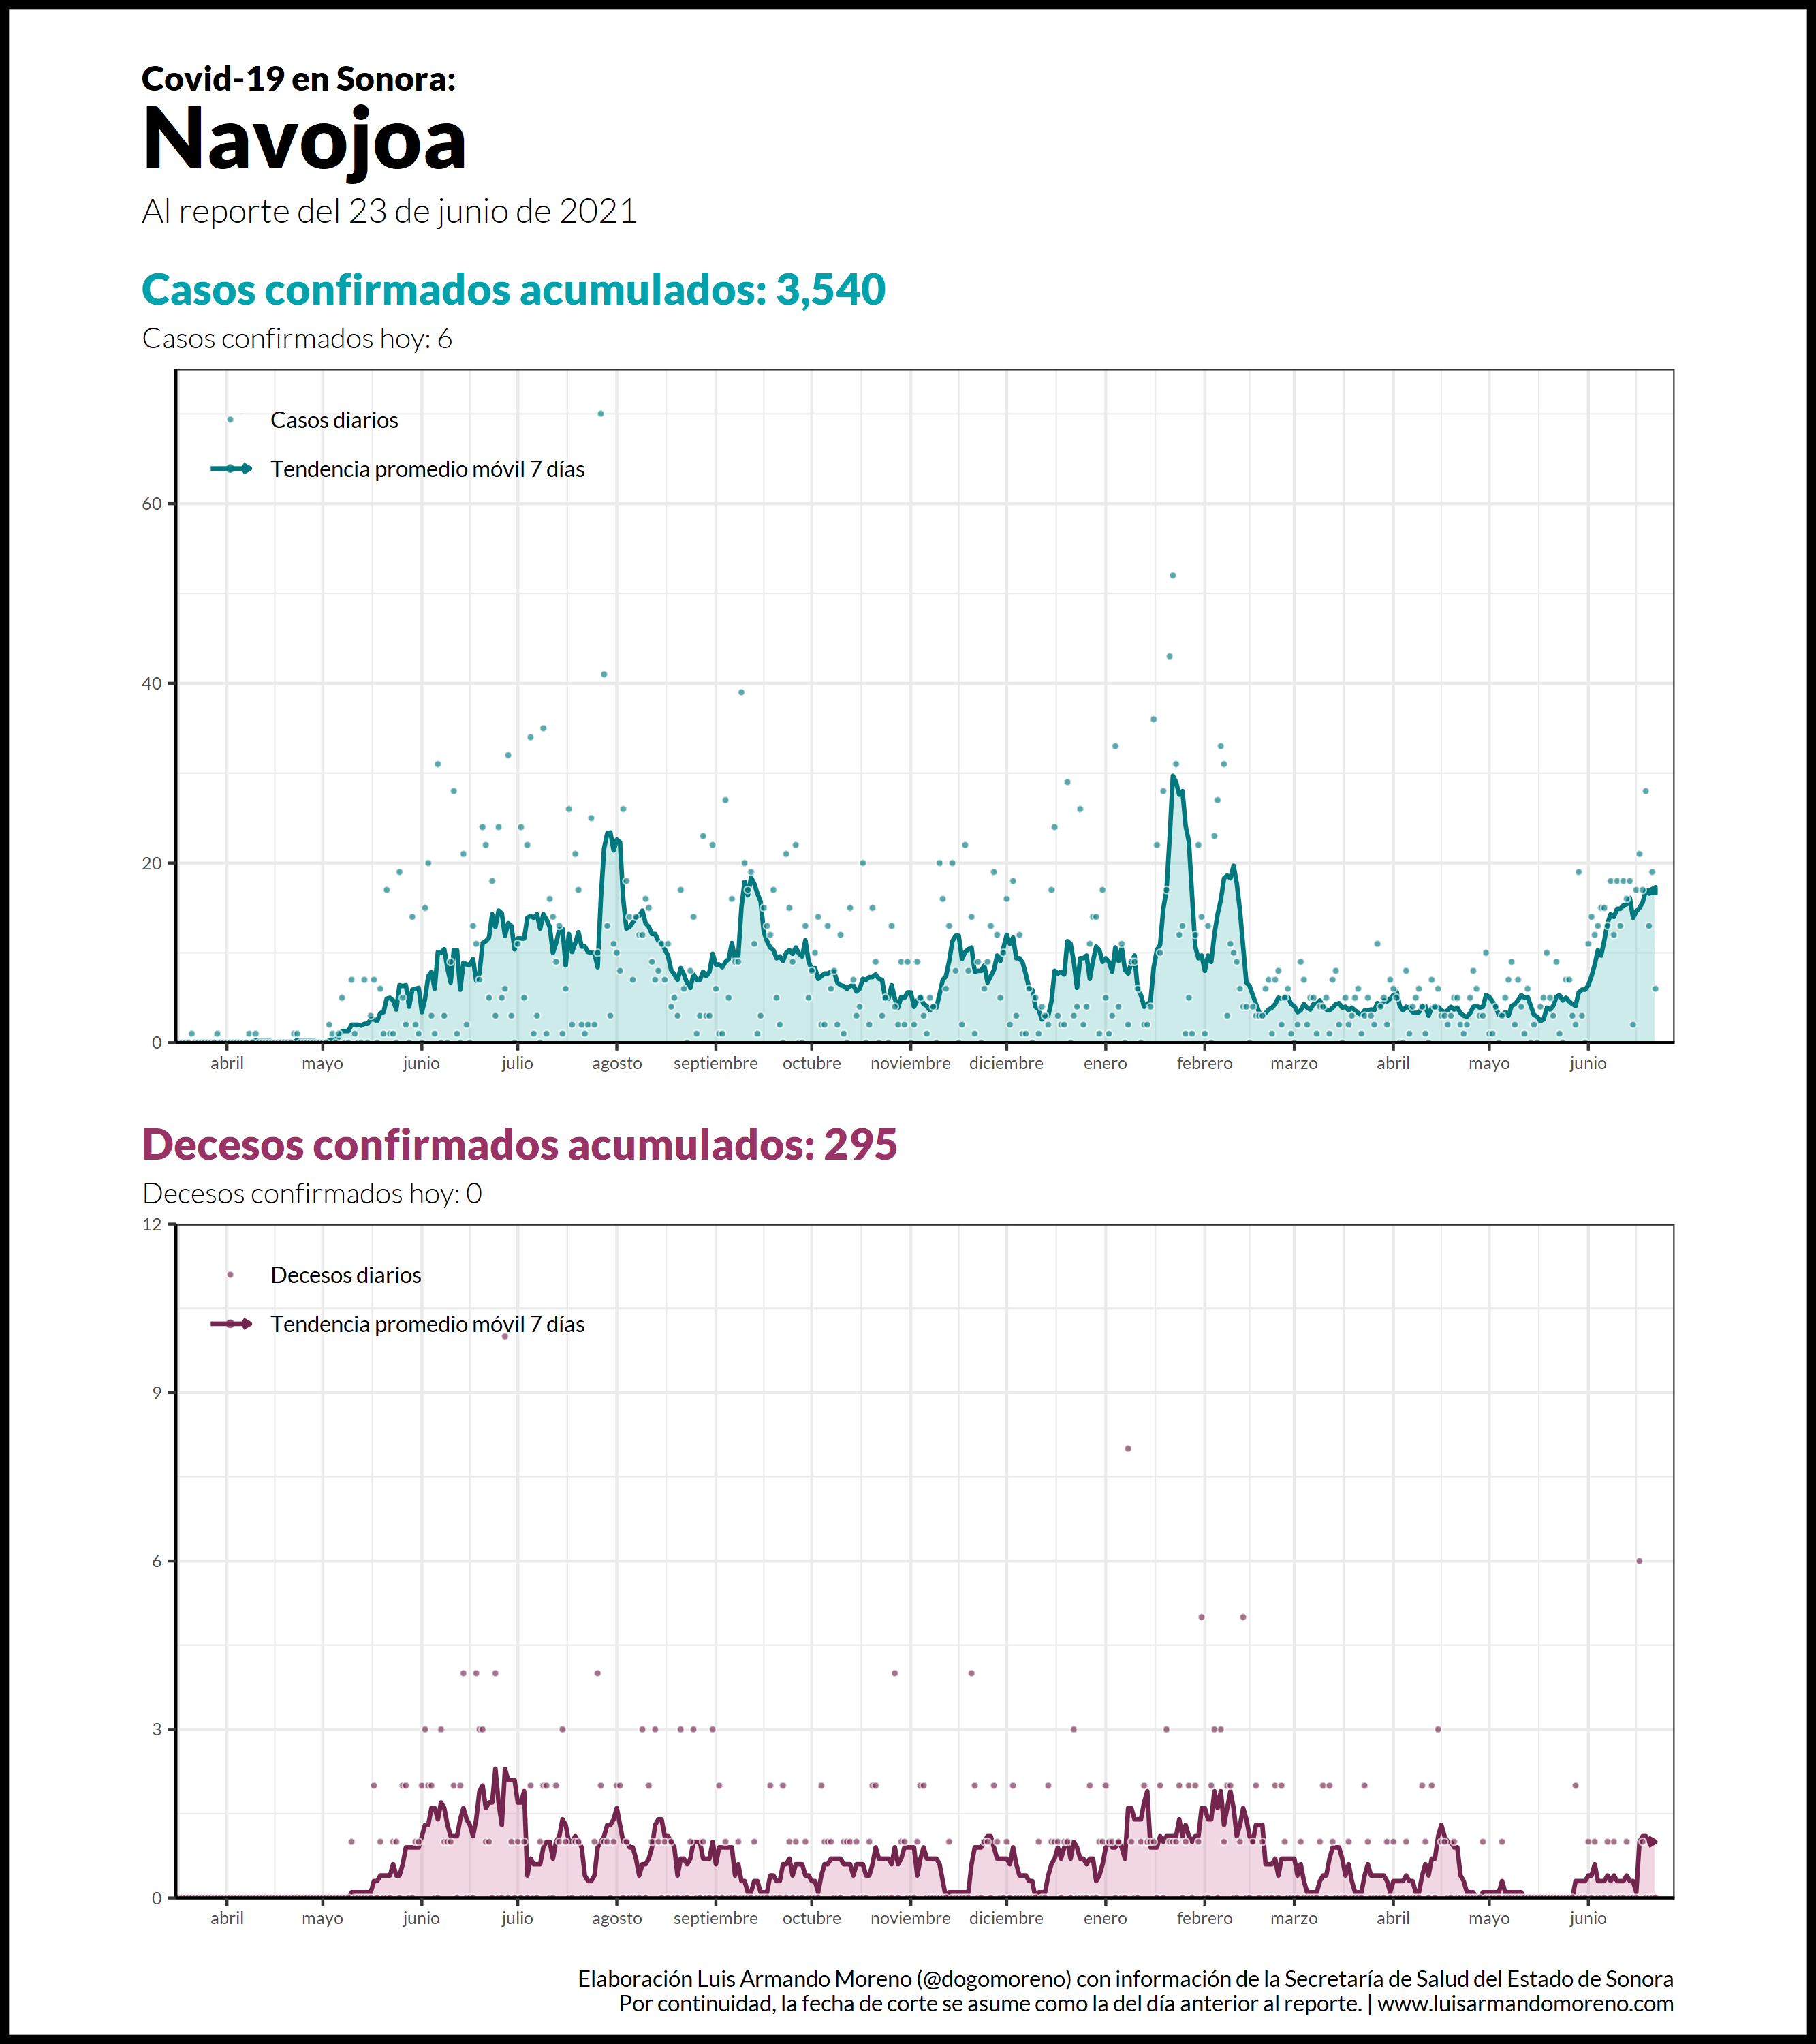 Covid-19 en Sonora:
Navojoa
Al reporte del 23 de junio de 2021
Casos confirmados acumulados: 3,540
Casos confirmados hoy: 6
Casos diarios
Tendencia promedio móvil 7 días
60
40
20
0
abril mayo junio julio agosto septiembre octubre noviembre diciembre enero febrero marzo abril mayo junio
Decesos confirmados acumulados: 295
Decesos confirmados hoy: 0
12
Decesos diarios
Tendencia promedio móvil 7 días
9
6
3
0
abril mayo junio julio agosto septiembre octubre noviembre diciembre enero febrero marzo abril mayo junio
Elaboración Luis Armando Moreno (@dogomoreno) con información de la Secretaría de Salud del Estado de Sonora
Por continuidad, la fecha de corte se asume como la del día anterior al reporte. | www.luisarmandomoreno.com